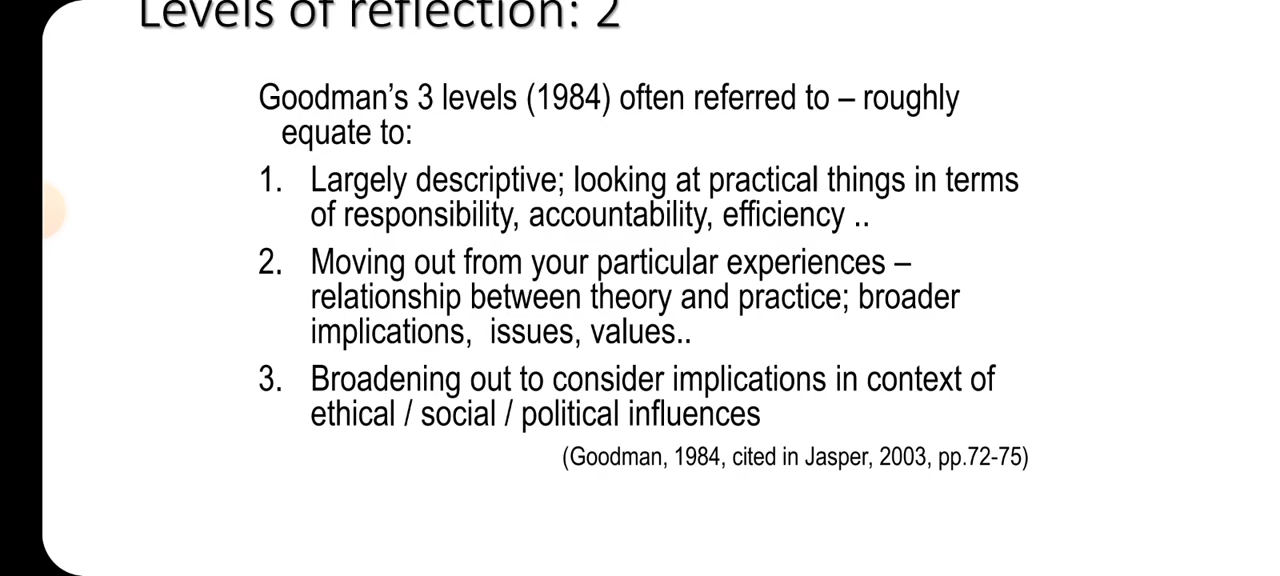 Levels of reflection: 2
Goodman's 3 levels (1984) often referred to – roughly
equate to:
1. Largely descriptive; looking at practical things in terms
of responsibility, accountability, efficiency ..
2. Moving out from your particular experiences –
relationship between theory and practice; broader
implications,  issues, values..
3. Broadening out to consider implications in context of
ethical / social / political influences
(Goodman, 1984, cited in Jasper, 2003, pp.72-75)